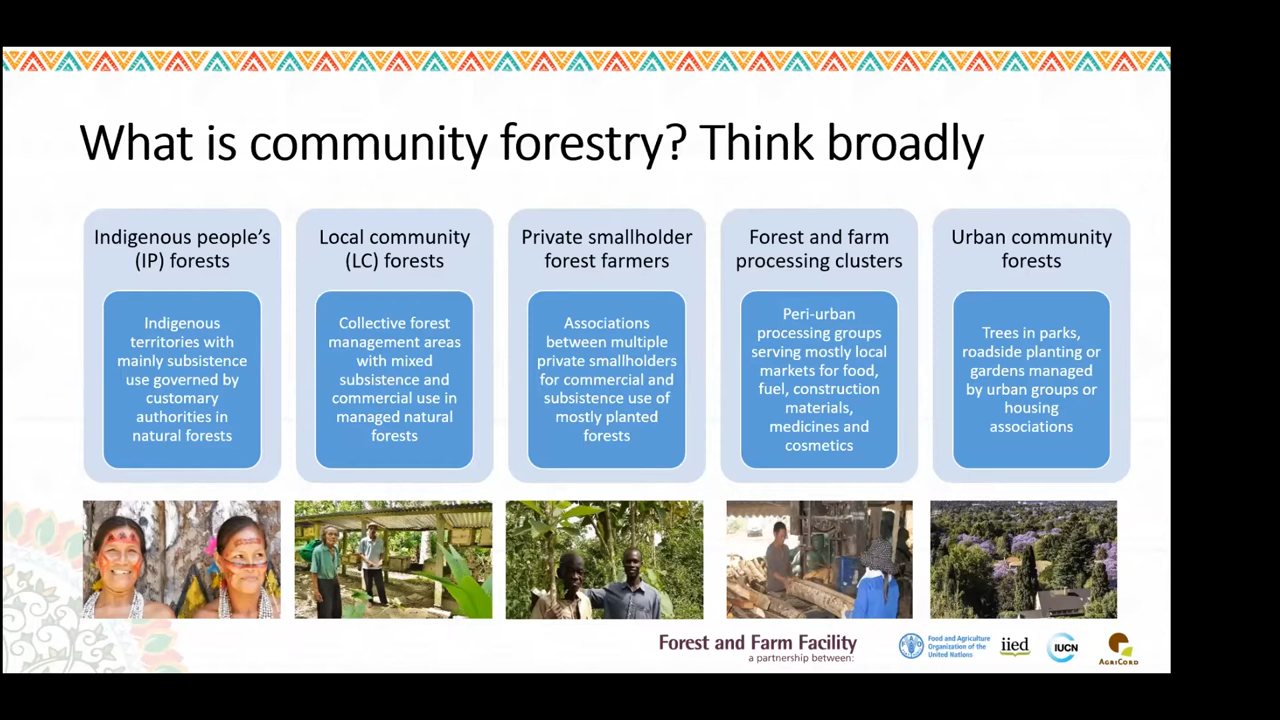 What is community forestry? Think broadly
Indigenous people's
(IP) forests
Indigenous
territories with
mainly subsistence
use governed by
customary
authorities in
natural forests
Local community
(LC) forests
Collective forest
management areas
with mixed
subsistence and
commercial use in
managed natural
forests
Private smallholder
forest farmers
Associations
between multiple
private smallholders
for commercial and
subsistence use of
mostly planted
forests
Forest and farm
processing clusters
Peri-urban
processing groups
serving mostly local
markets for food,
fuel, construction
materials,
medicines and
cosmetics
Urban community
forests
Trees in parks,
roadside planting or
gardens managed
by urban groups or
housing
associations
Forest and Farm Facility
a partnership between:
Food and Agriculture
Organization of the
United Nations
iied
IUCN
AGRICORD